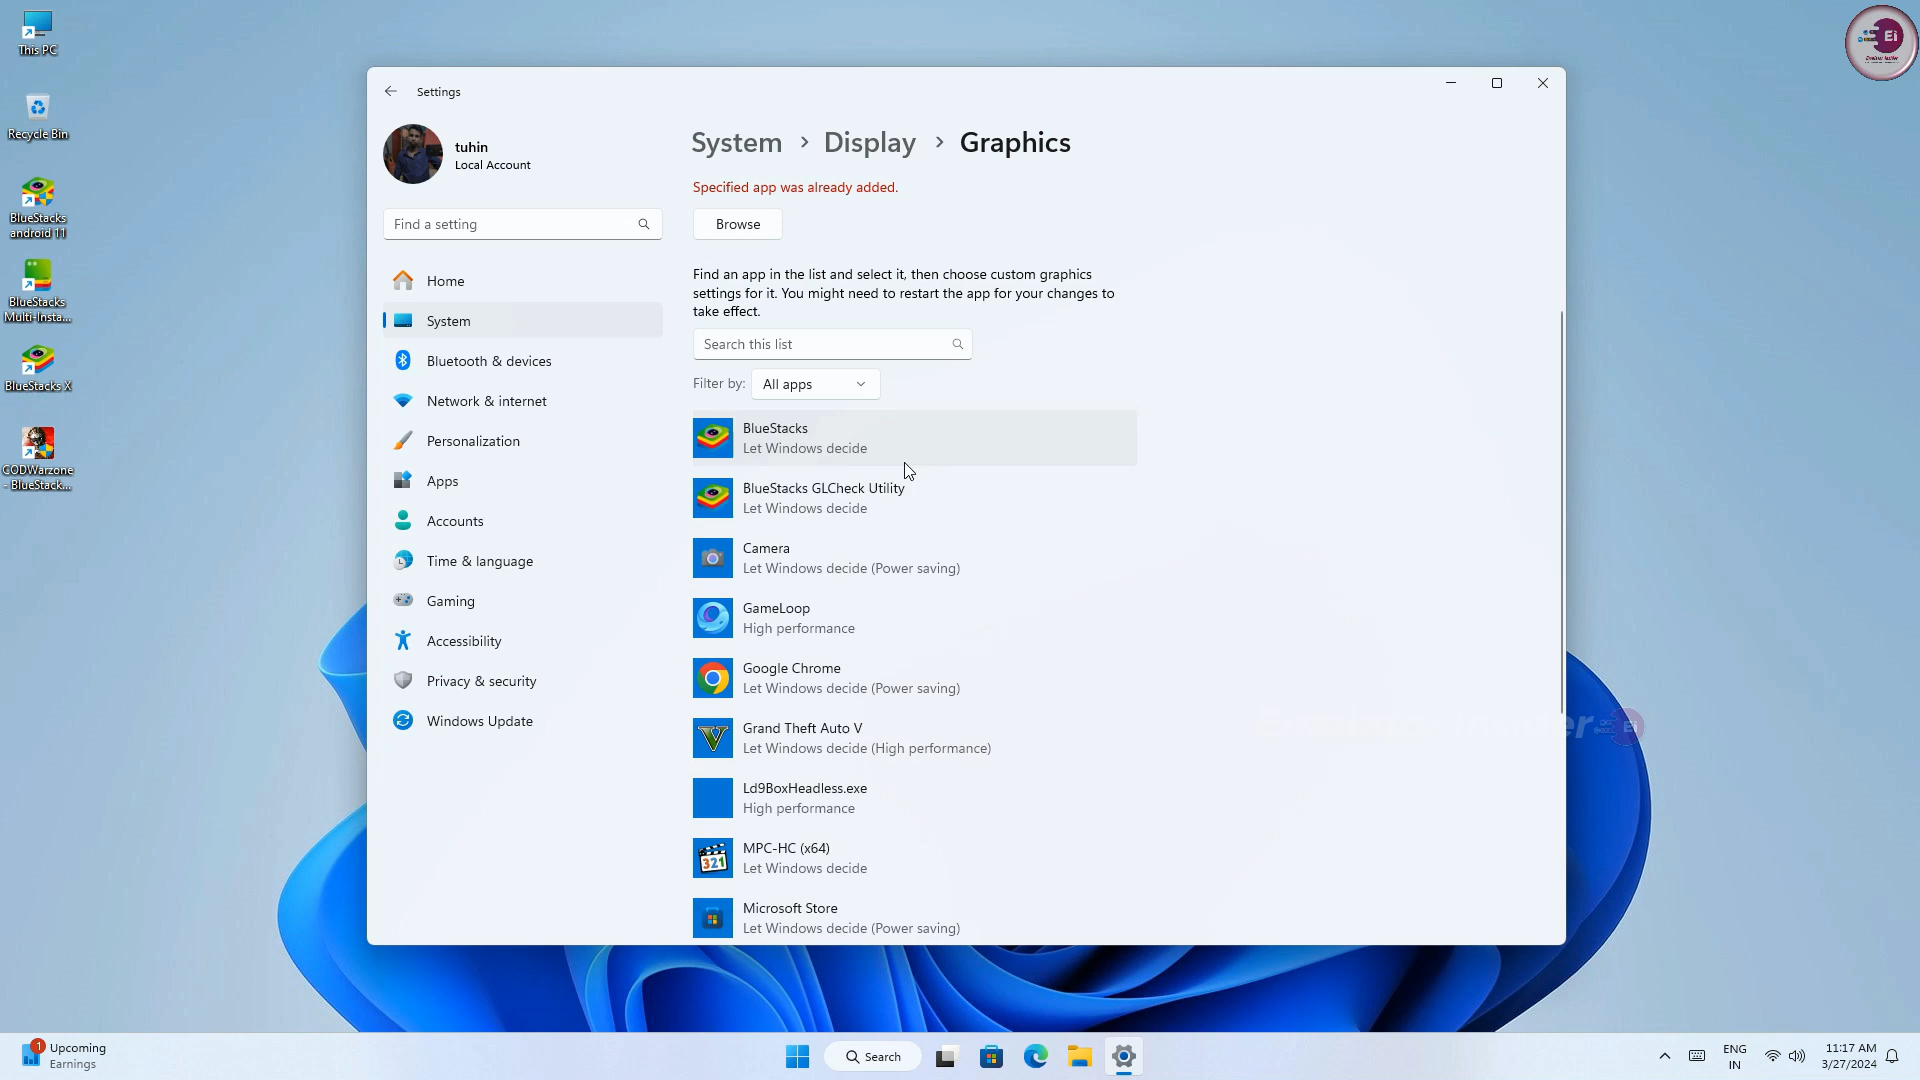 This PC
Recycle Bin
BlueStacks
android 11
BlueStacks
Multi-Insta...
BlueStacks X
CODWarzone
- BlueStack...
Ei
Settings
tuhin
Local Account
Find a setting
Home
System
Bluetooth & devices
Network & internet
Personalization
Apps
Accounts
Time & language
Gaming
Accessibility
Privacy & security
Windows Update
System > Display > Graphics
Specified app was already added.
Browse
Find an app in the list and select it, then choose custom graphics
settings for it. You might need to restart the app for your changes to
take effect.
Search this list
Filter by: All apps
BlueStacks
Let Windows decide
BlueStacks GLCheck Utility
Let Windows decide
Camera
Let Windows decide (Power saving)
GameLoop
High performance
Google Chrome
Let Windows decide (Power saving)
Grand Theft Auto V
Let Windows decide (High performance)
Ld9BoxHeadless.exe
High performance
321
MPC-HC (x64)
Let Windows decide
Microsoft Store
Let Windows decide (Power saving)
Ei
1
Upcoming
Earnings
Search
ENG
IN
11:17 AM
3/27/2024